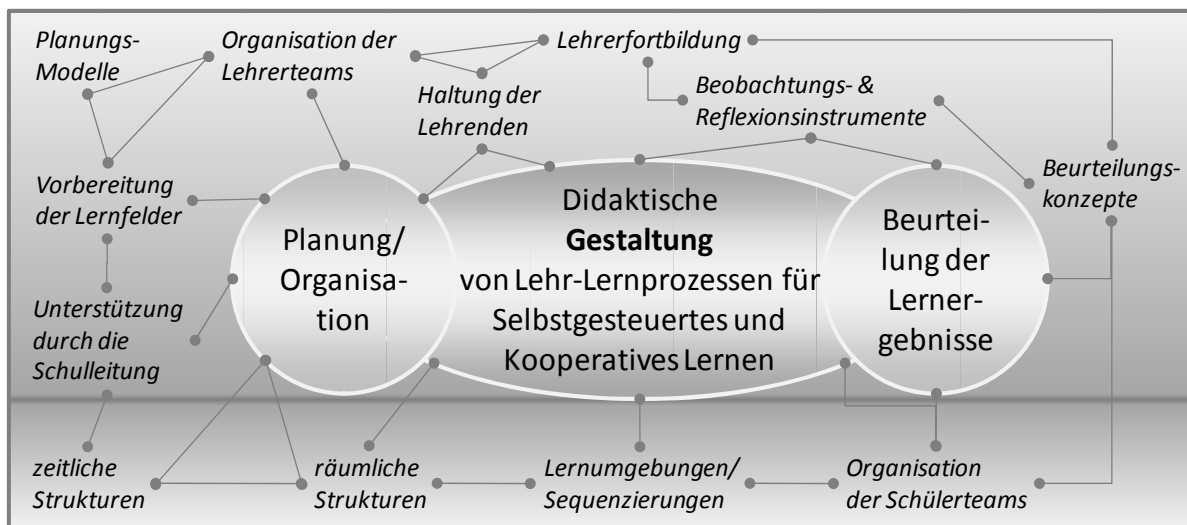 Planungs-
Modelle
Organisation der
Lehrerteams
Lehrerfortbildung
Haltung der
Lehrenden
Beobachtungs- &
Reflexionsinstrumente
Vorbereitung
der Lernfelder
Beurteilungs-
konzepte
Planung/
Organisa-
tion
Didaktische
Gestaltung
von Lehr-Lernprozessen für
Selbstgesteuertes und
Kooperatives Lernen
Beurtei-
lung der
Lerner-
gebnisse
Unterstützung
durch die
Schulleitung
zeitliche
Strukturen
räumliche
Strukturen
Lernumgebungen/
Sequenzierungen
Organisation
der Schülerteams